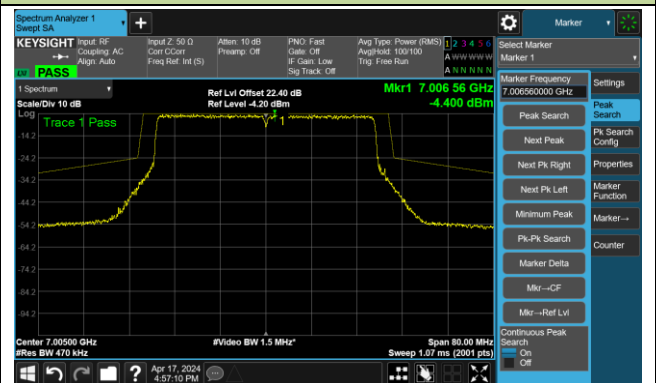 Spectrum Analyzer 1
Swept SA
+
Marker
KEYSIGHT
Input: RF
Coupling: AC
Align: Auto
Input Z: 50 Ω
Corr CCorr
Freq Ref: Int (S)
Atten: 10 dB
Preamp: Off
PNO: Fast
Gate: Off
IF Gain: Low
Sig Track: Off
Avg Type: Power (RMS)
Avg|Hold: 100/100
Trig: Free Run
1 2 3 4 5 6
A W W W W W
A N N N N N
PASS
Select Marker
Marker 1
1 Spectrum
Scale/Div 10 dB
Ref Lvl Offset 22.40 dB
Ref Level -4.20 dBm
Mkr1 7.006 56 GHz
-4.400 dBm
Log
Trace 1 Pass
1
-14.2
-24.2
-34.2
-44.2
-54.2
-64.2
-74.2
-84.2
-94.2
Center 7.00500 GHz
#Res BW 470 kHz
#Video BW 1.5 MHz*
Span 80.00 MHz
Sweep 1.07 ms (2001 pts)
Marker Frequency
7.006560000 GHz
Peak Search
Next Peak
Next Pk Right
Next Pk Left
Minimum Peak
Pk-Pk Search
Marker Delta
Mkr→CF
Mkr→Ref Lvl
Continuous Peak
Search
On
Off
Settings
Peak
Search
Pk Search
Config
Properties
Marker
Function
Marker→
Counter
?
Apr 17, 2024
4:57:10 PM